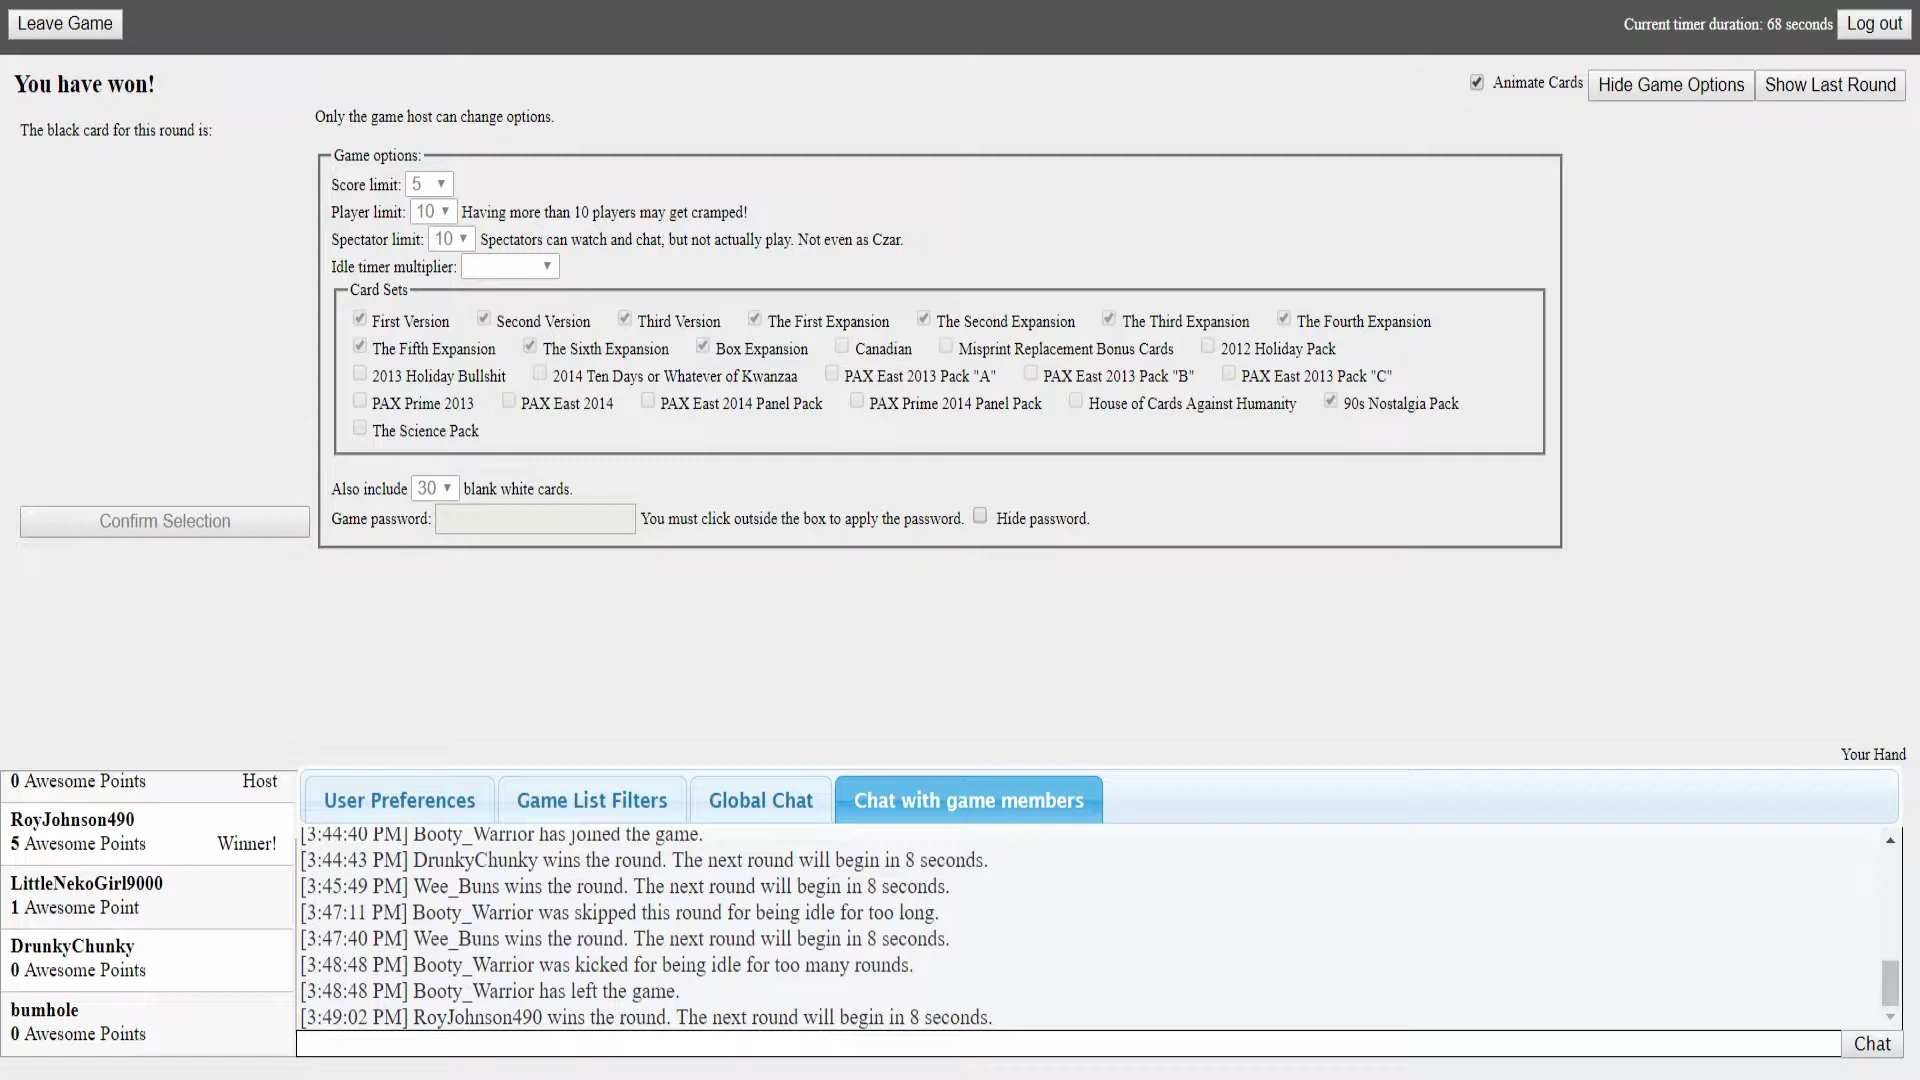 Leave Game
Current timer duration: 68 seconds Log out
You have won!
Animate Cards Hide Game Options Show Last Round
The black card for this round is:
Only the game host can change options.
Game options:
Score limit: 5
Player limit: 10 Having more than 10 players may get cramped!
Spectator limit: 10 Spectators can watch and chat, but not actually play. Not even as Czar.
Idle timer multiplier:
Card Sets
First Version Second Version Third Version The First Expansion The Second Expansion The Third Expansion The Fourth Expansion
The Fifth Expansion The Sixth Expansion Box Expansion Canadian Misprint Replacement Bonus Cards 2012 Holiday Pack
2013 Holiday Bullshit 2014 Ten Days or Whatever of Kwanzaa PAX East 2013 Pack "A" PAX East 2013 Pack "B" PAX East 2013 Pack "C"
PAX Prime 2013 PAX East 2014 PAX East 2014 Panel Pack PAX Prime 2014 Panel Pack House of Cards Against Humanity 90s Nostalgia Pack
The Science Pack
Also include 30 blank white cards.
Game password: You must click outside the box to apply the password. Hide password.
Confirm Selection
Your Hand
0 Awesome Points Host
RoyJohnson490
5 Awesome Points Winner!
LittleNekoGirl9000
1 Awesome Point
DrunkyChunky
0 Awesome Points
bumhole
0 Awesome Points
User Preferences Game List Filters Global Chat Chat with game members
[3:44:40 PM] Booty_Warrior has joined the game.
[3:44:43 PM] DrunkyChunky wins the round. The next round will begin in 8 seconds.
[3:45:49 PM] Wee_Buns wins the round. The next round will begin in 8 seconds.
[3:47:11 PM] Booty_Warrior was skipped this round for being idle for too long.
[3:47:40 PM] Wee_Buns wins the round. The next round will begin in 8 seconds.
[3:48:48 PM] Booty_Warrior was kicked for being idle for too many rounds.
[3:48:48 PM] Booty_Warrior has left the game.
[3:49:02 PM] RoyJohnson490 wins the round. The next round will begin in 8 seconds.
Chat